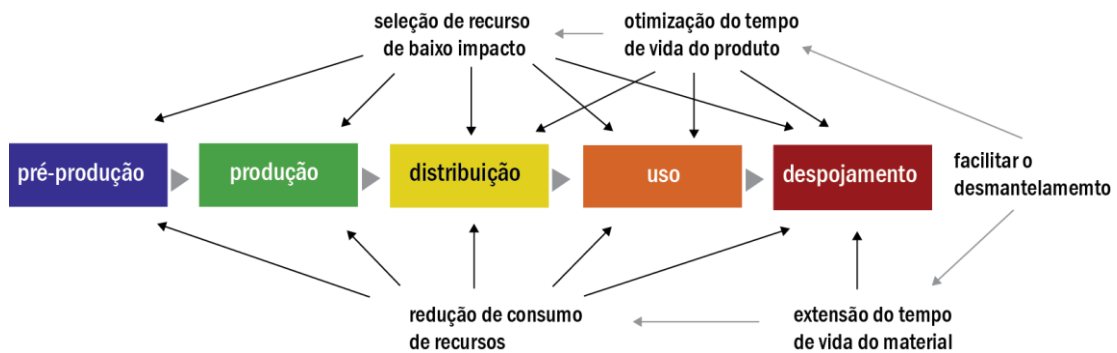 seleção de recurso
de baixo impacto
otimização do tempo
de vida do produto
pré-produção
produção
distribuição
uso
despojamento
facilitar o
desmantelamemto
redução de consumo
de recursos
extensão do tempo
de vida do material